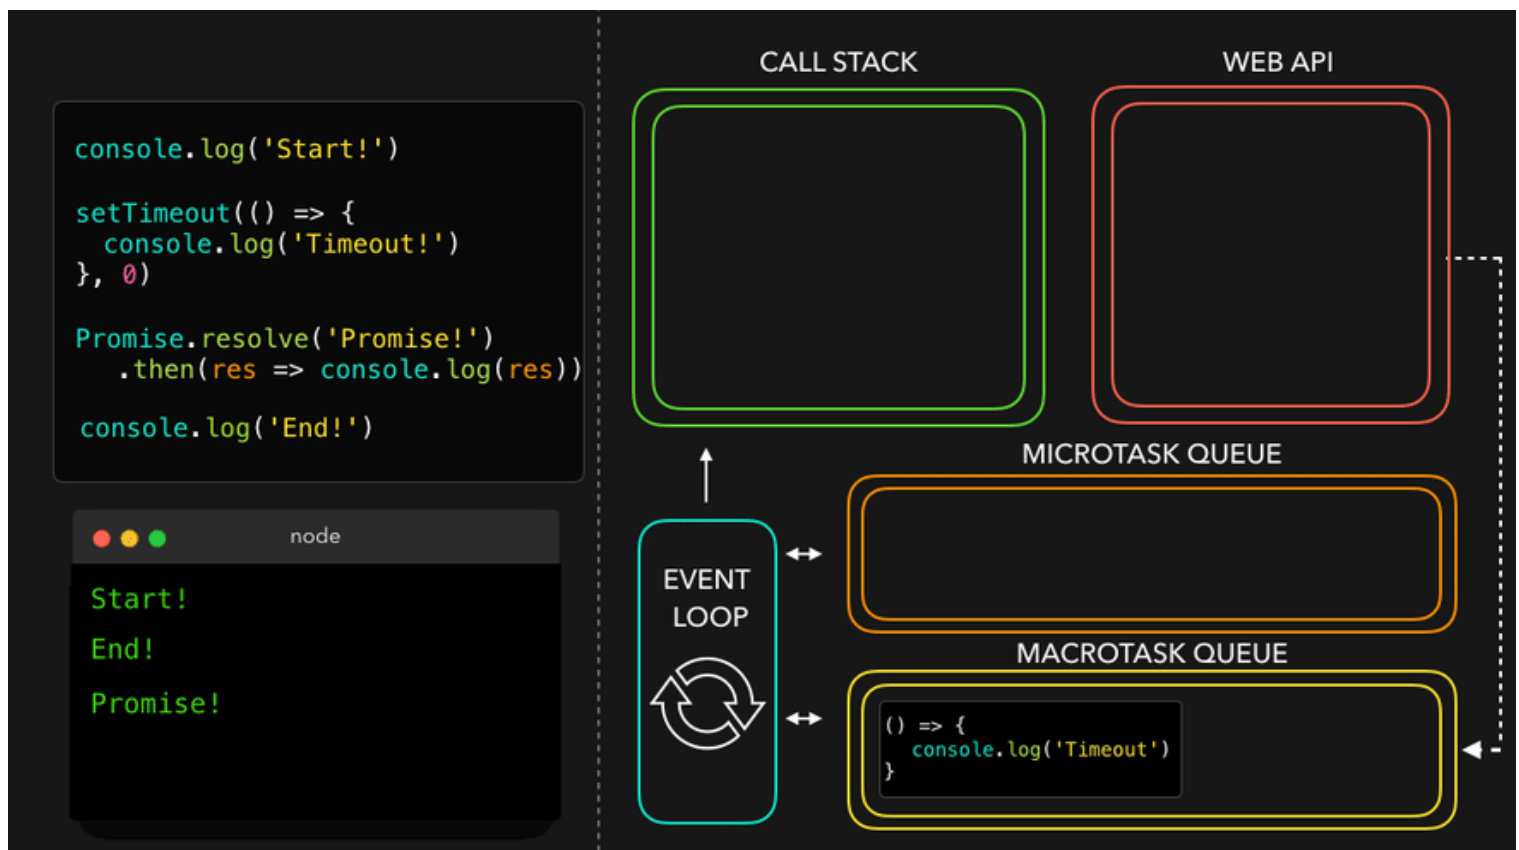 console.log('Start!')
setTimeout(() => {
  console.log('Timeout!')
}, 0)
Promise.resolve('Promise!')
   .then(res => console.log(res))
console.log('End!')
node
Start!
End!
Promise!
CALL STACK
WEB API
MICROTASK QUEUE
EVENT
LOOP
MACROTASK QUEUE
() => {
  console.log('Timeout')
}